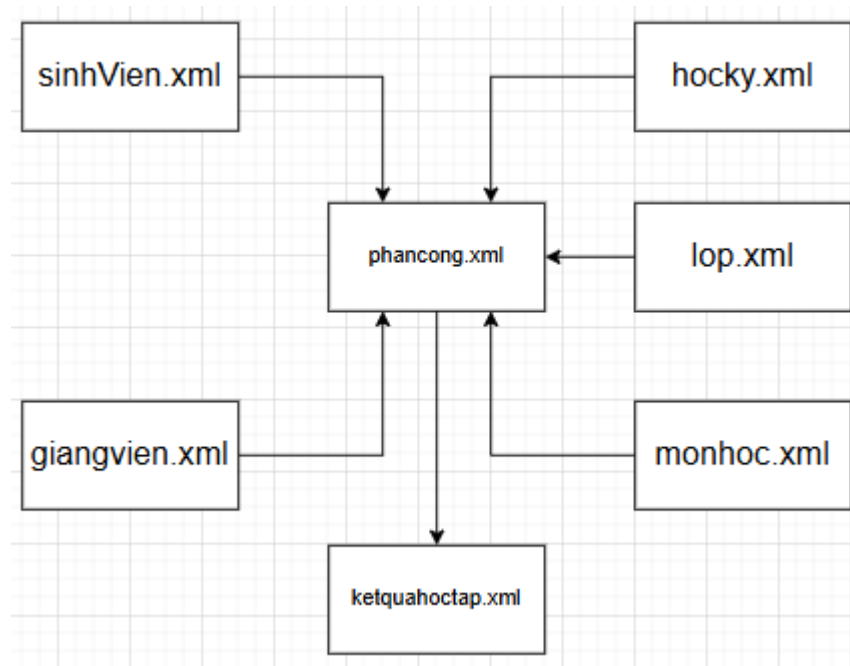 sinhVien.xml
hocky.xml
phancong.xml
lop.xml
giangvien.xml
monhoc.xml
ketquahoctap.xml